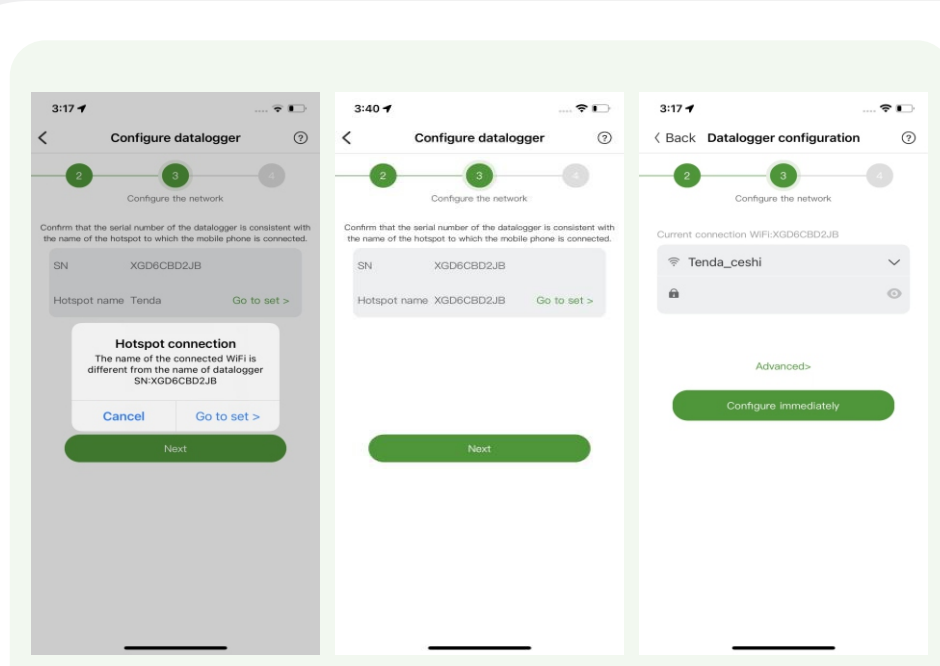 3:17
Configure datalogger
2
3
4
Configure the network
Confirm that the serial number of the datalogger is consistent with
the name of the hotspot to which the mobile phone is connected.
SN XGD6CBD2JB
Hotspot name Tenda Go to set >
Hotspot connection
The name of the connected WiFi is
different from the name of datalogger
SN:XGD6CBD2JB
Cancel Go to set >
Next
3:40
Configure datalogger
2
3
4
Configure the network
Confirm that the serial number of the datalogger is consistent with
the name of the hotspot to which the mobile phone is connected.
SN XGD6CBD2JB
Hotspot name XGD6CBD2JB Go to set >
Next
3:17
< Back Datalogger configuration
2
3
4
Configure the network
Current connection WIFI:XGD6CBD2JB
Tenda_ceshi
Advanced>
Configure immediately